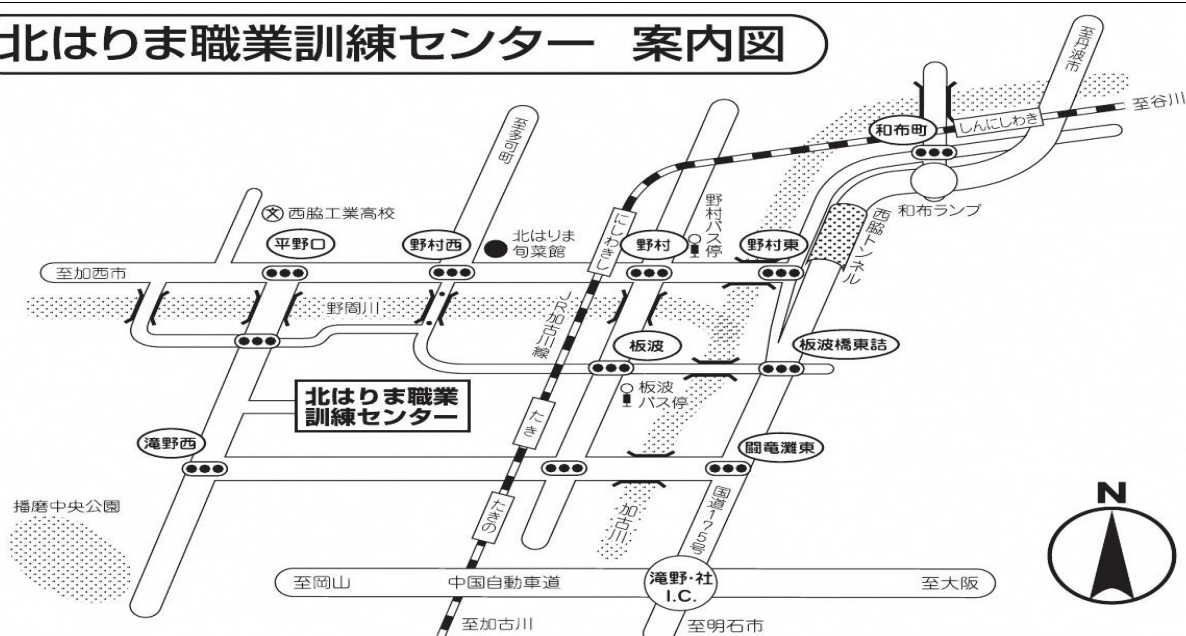 北はりま職業訓練センター 案内図
至丹波市
至谷川
しんにしわき
和布町
至多可町
和布ランプ
西脇工業高校
平野口
野村西
北はりま
旬菜館
にしわきし
野村
野村バス停
野村東
西脇トンネル
至加西市
野間川
JR加古川線
板波
板波橋東詰
板波
バス停
北はりま職業
訓練センター
たき
滝野西
闘竜灘東
播磨中央公園
たきの
加古川
国道175号
N
至岡山
中国自動車道
滝野・社
I.C.
至大阪
至加古川
至明石市